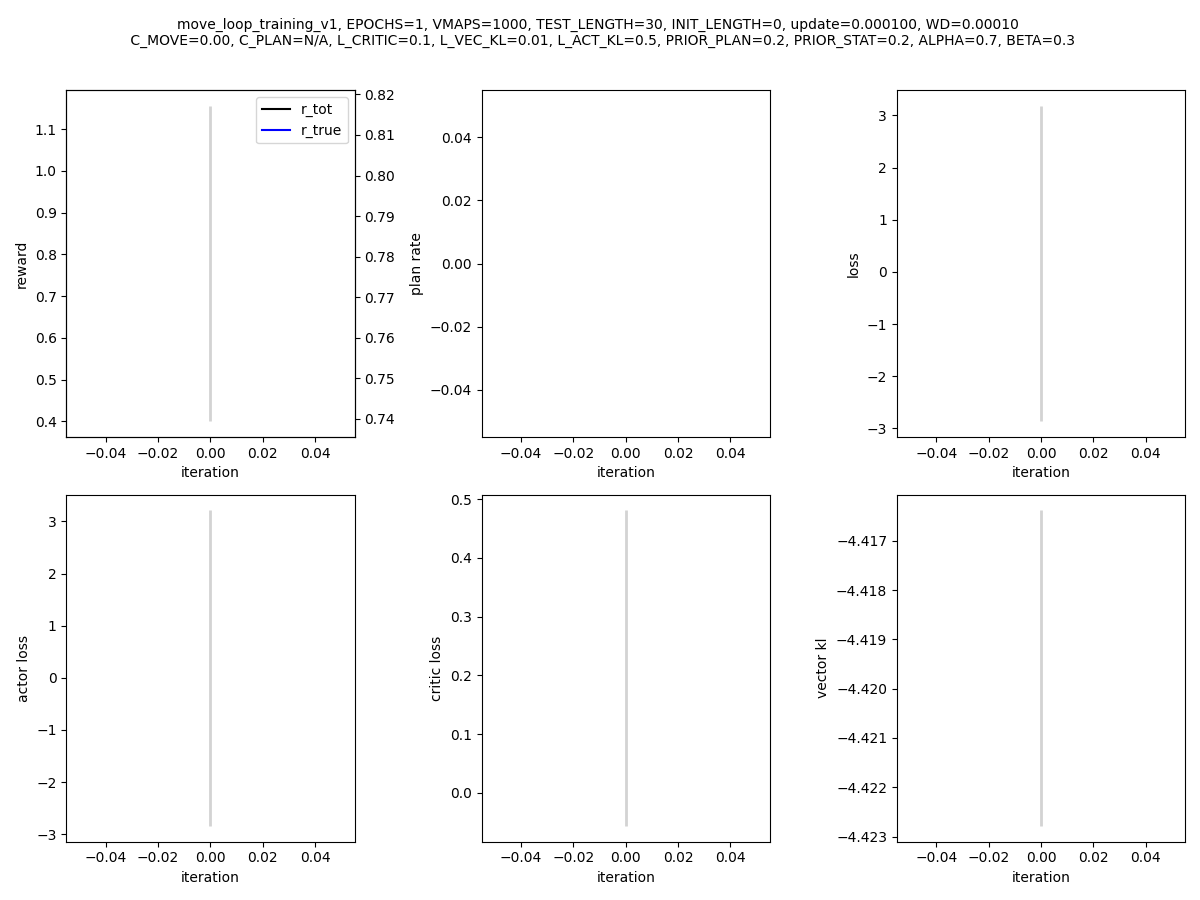 move_loop_training_v1, EPOCHS=1, VMAPS=1000, TEST_LENGTH=30, INIT_LENGTH=0, update=0.000100, WD=0.00010
C_MOVE=0.00, C_PLAN=N/A, L_CRITIC=0.1, L_VEC_KL=0.01, L_ACT_KL=0.5, PRIOR_PLAN=0.2, PRIOR_STAT=0.2, ALPHA=0.7, BETA=0.3
r_tot
r_true
reward
1.1
1.0
0.9
0.8
0.7
0.6
0.5
0.4
0.82
0.81
0.80
0.79
0.78
0.77
0.76
0.75
0.74
−0.04 −0.02 0.00 0.02 0.04
iteration
plan rate
0.04
0.02
0.00
−0.02
−0.04
−0.04 −0.02 0.00 0.02 0.04
iteration
loss
3
2
1
0
−1
−2
−3
−0.04 −0.02 0.00 0.02 0.04
iteration
actor loss
3
2
1
0
−1
−2
−3
−0.04 −0.02 0.00 0.02 0.04
iteration
critic loss
0.5
0.4
0.3
0.2
0.1
0.0
−0.04 −0.02 0.00 0.02 0.04
iteration
vector kl
−4.417
−4.418
−4.419
−4.420
−4.421
−4.422
−4.423
−0.04 −0.02 0.00 0.02 0.04
iteration